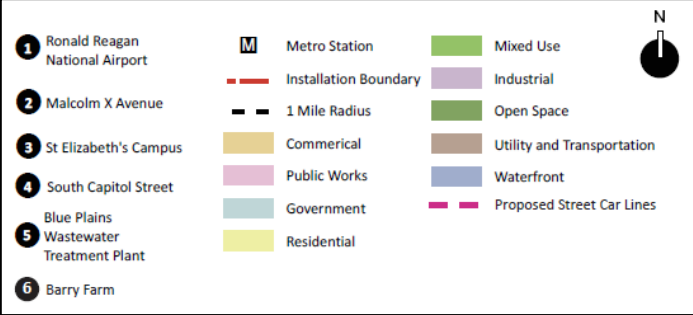 N
1 Ronald Reagan
National Airport
2 Malcolm X Avenue
3 St Elizabeth's Campus
4 South Capitol Street
5 Blue Plains
Wastewater
Treatment Plant
6 Barry Farm
M Metro Station
Installation Boundary
1 Mile Radius
Commerical
Public Works
Government
Residential
Mixed Use
Industrial
Open Space
Utility and Transportation
Waterfront
Proposed Street Car Lines